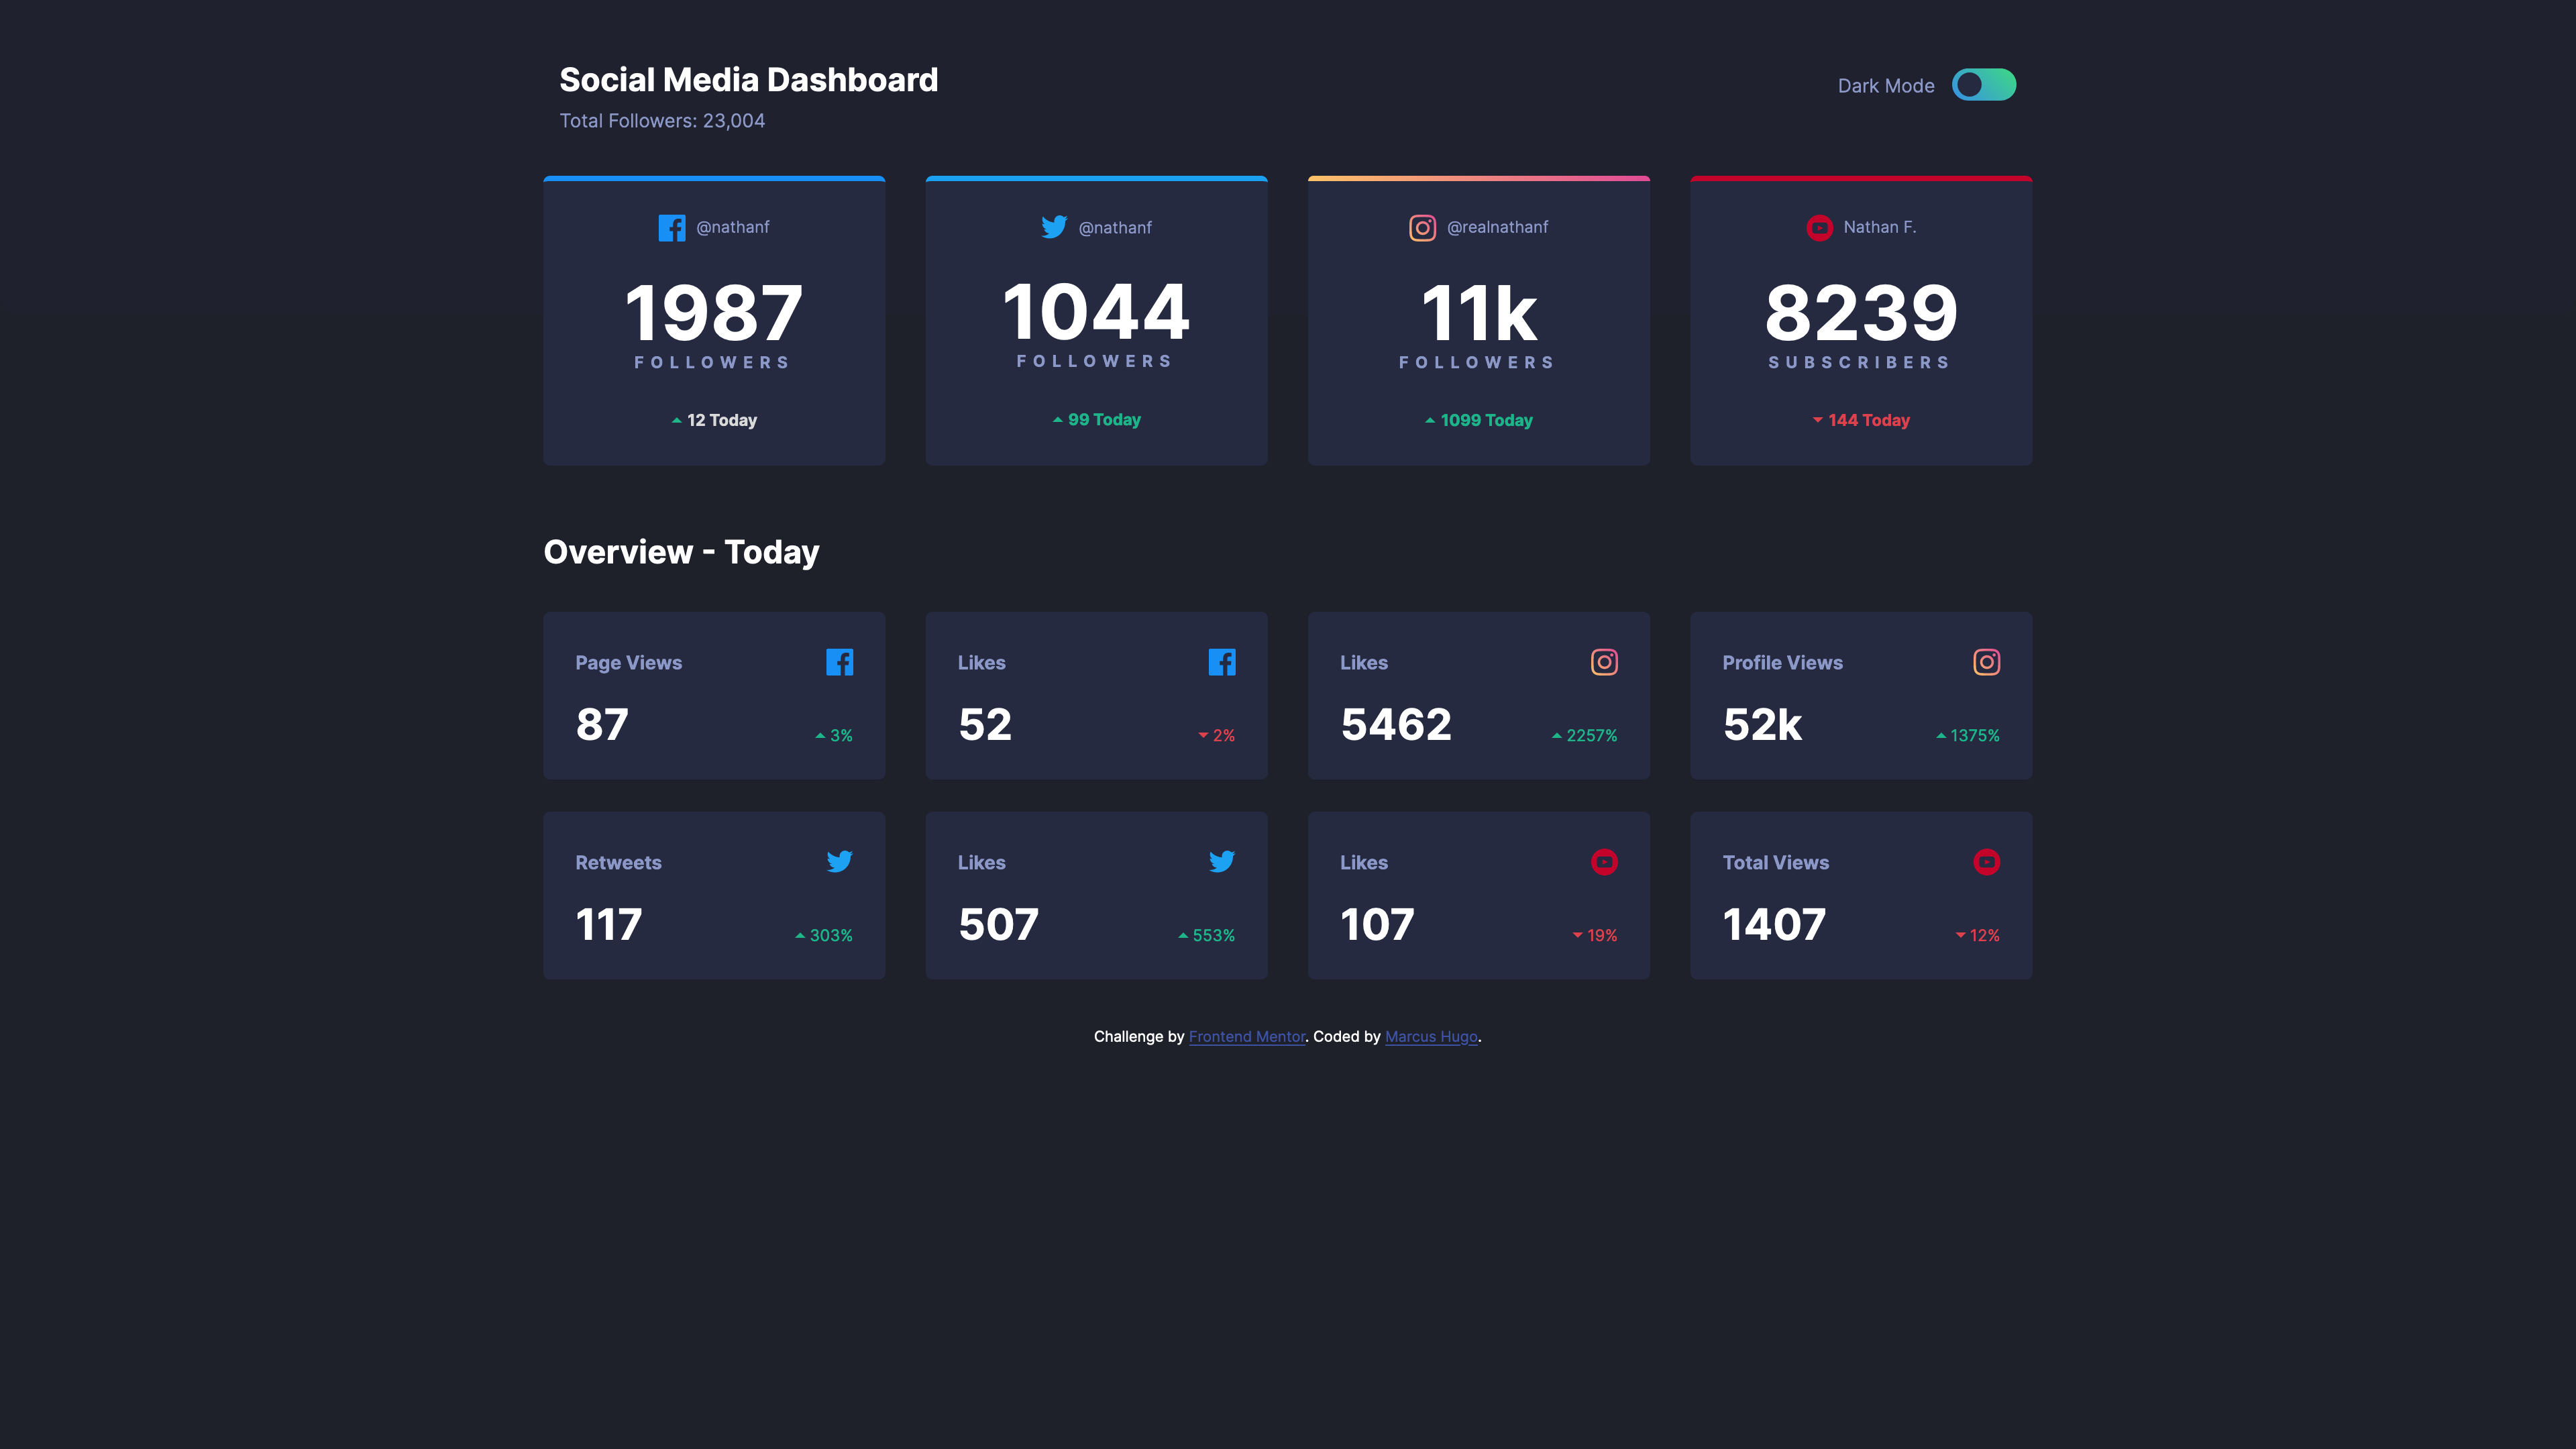 Social Media Dashboard
Total Followers: 23,004
Dark Mode
@nathanf
1987
FOLLOWERS
12 Today
@nathanf
1044
FOLLOWERS
99 Today
@realnathanf
11k
FOLLOWERS
1099 Today
Nathan F.
8239
SUBSCRIBERS
144 Today
Overview - Today
Page Views
87
3%
Likes
52
2%
Likes
5462
2257%
Profile Views
52k
1375%
Retweets
117
303%
Likes
507
553%
Likes
107
19%
Total Views
1407
12%
Challenge by Frontend Mentor. Coded by Marcus Hugo.